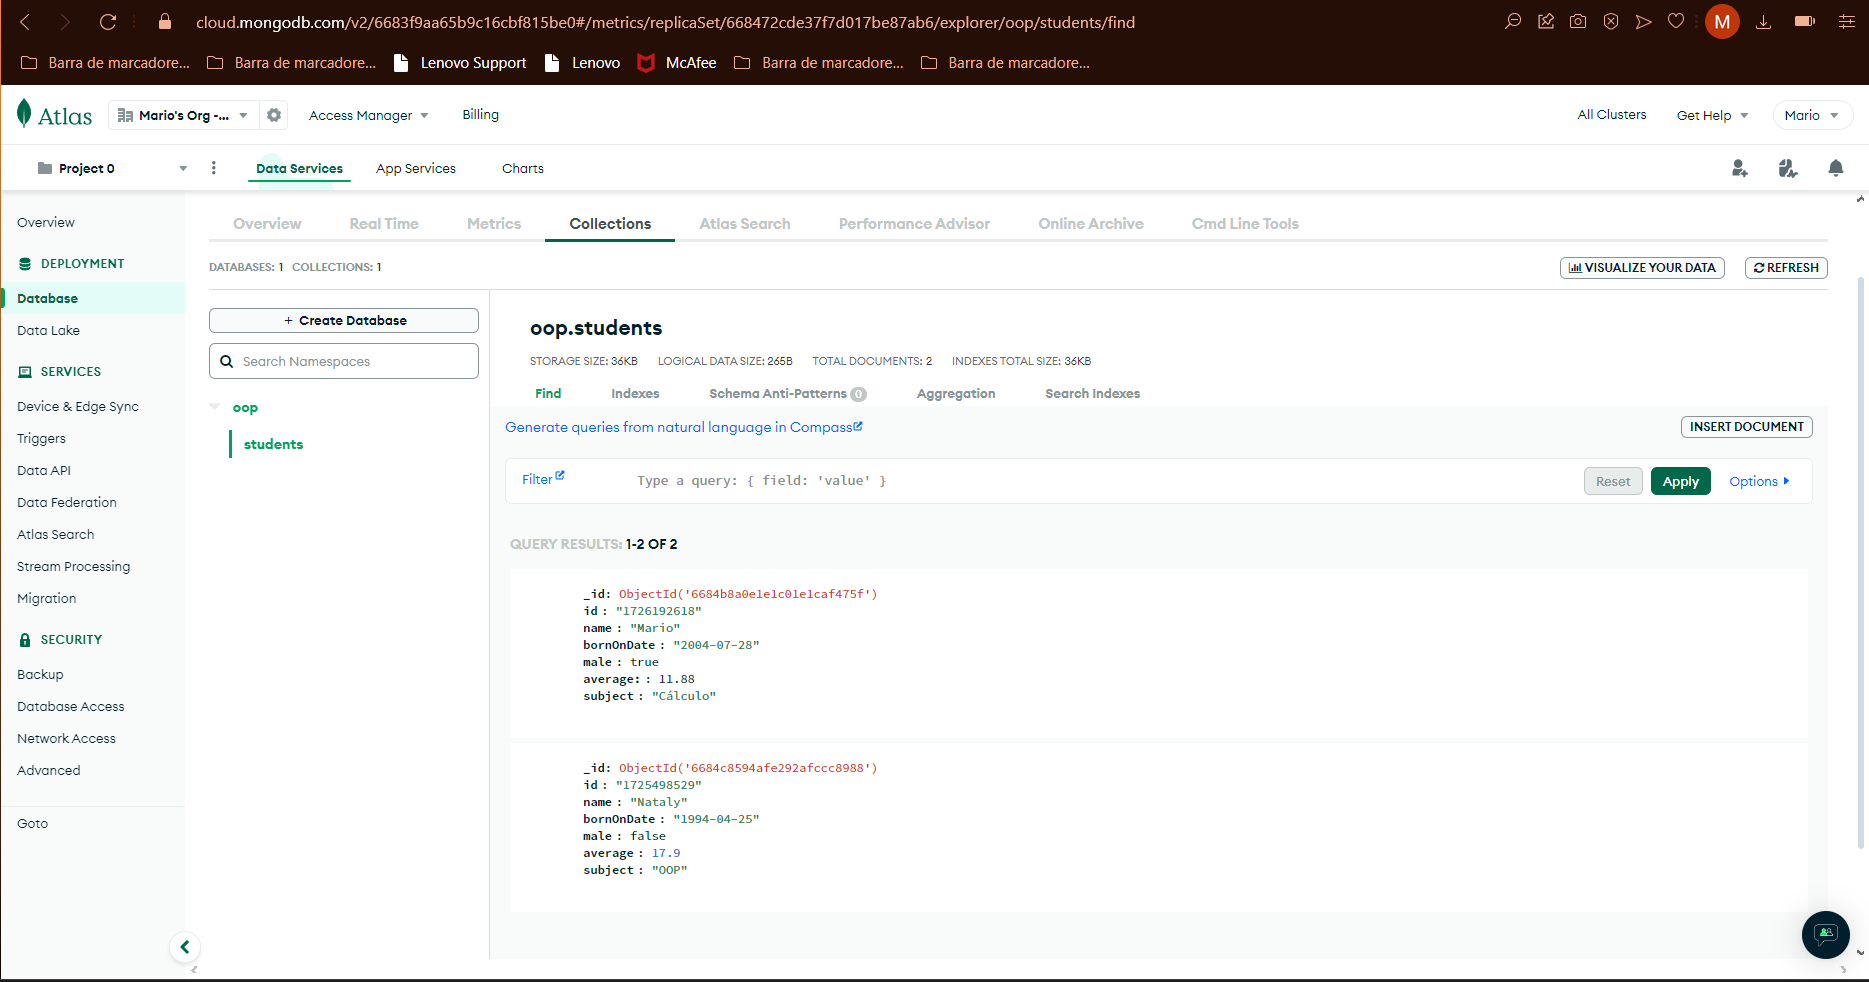 cloud.mongodb.com/v2/6683f9aa65b9c16cbf815be0#/metrics/replicaSet/668472cde37f7d017be87ab6/explorer/oop/students/find
M
Barra de marcadore... Barra de marcadore... Lenovo Support Lenovo McAfee Barra de marcadore... Barra de marcadore...
Atlas Mario's Org -... Access Manager Billing All Clusters Get Help Mario
Project 0 Data Services App Services Charts
Overview
DEPLOYMENT
Database
Data Lake
SERVICES
Device & Edge Sync
Triggers
Data API
Data Federation
Atlas Search
Stream Processing
Migration
SECURITY
Backup
Database Access
Network Access
Advanced
Goto
Overview Real Time Metrics Collections Atlas Search Performance Advisor Online Archive Cmd Line Tools
DATABASES: 1 COLLECTIONS: 1
VISUALIZE YOUR DATA REFRESH
+ Create Database
Search Namespaces
oop
students
oop.students
STORAGE SIZE: 36KB LOGICAL DATA SIZE: 265B TOTAL DOCUMENTS: 2 INDEXES TOTAL SIZE: 36KB
Find Indexes Schema Anti-Patterns 0 Aggregation Search Indexes
Generate queries from natural language in Compass
INSERT DOCUMENT
Filter Type a query: { field: 'value' } Reset Apply Options
QUERY RESULTS: 1-2 OF 2
_id: ObjectId('6684b8a0e1e1c01e1caf475f')
id : "1726192618"
name : "Mario"
bornOnDate : "2004-07-28"
male : true
average: : 11.88
subject : "Cálculo"
_id: ObjectId('6684c8594afe292afccc8988')
id : "1725498529"
name : "Nataly"
bornOnDate : "1994-04-25"
male : false
average : 17.9
subject : "OOP"